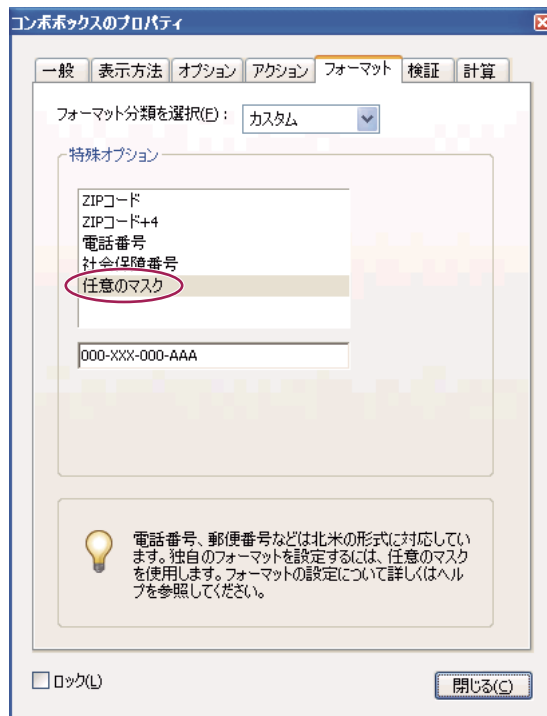 コンボボックスのプロパティ
一般 表示方法 オプション アクション フォーマット 検証 計算
フォーマット分類を選択(F)： カスタム
特殊オプション
ZIPコード
ZIPコード+4
電話番号
社会保障番号
任意のマスク
000-XXX-000-AAA
電話番号、郵便番号などは北米の形式に対応してい
ます。独自のフォーマットを設定するには、任意のマスク
を使用します。フォーマットの設定について詳しくはヘル
プを参照してください。
ロック(L)
閉じる(C)